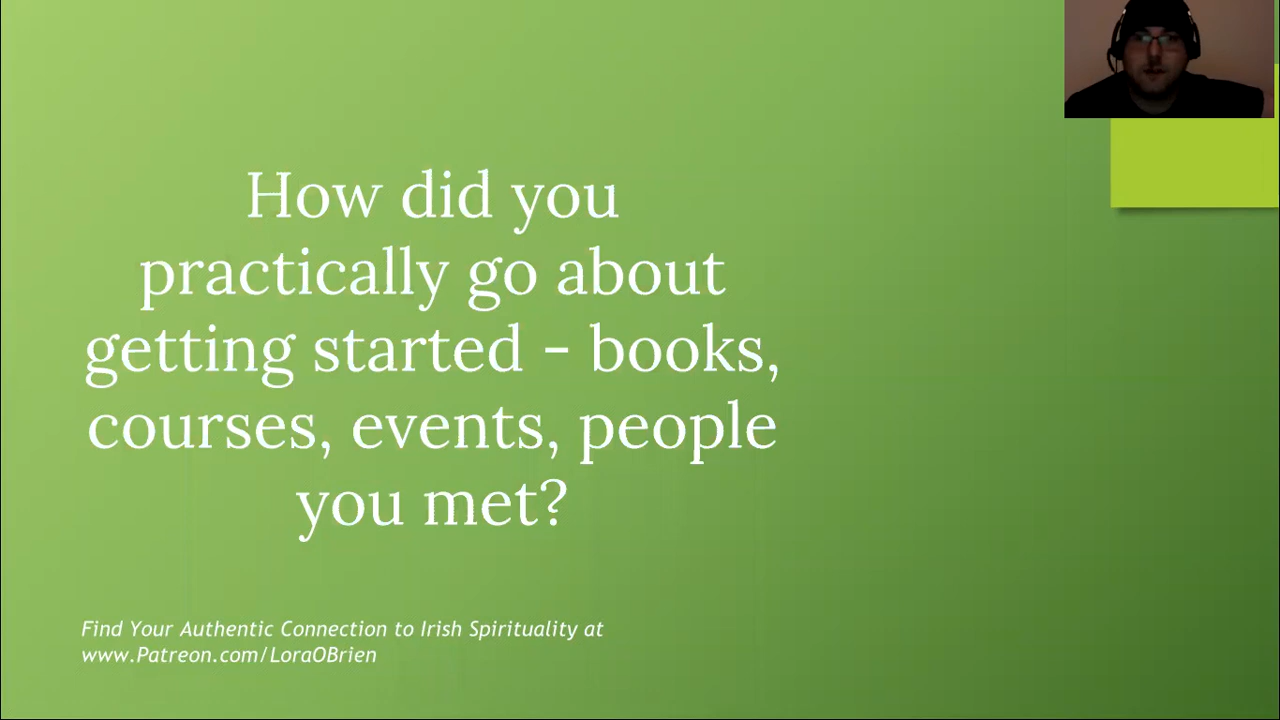 How did you
practically go about
getting started - books,
courses, events, people
you met?
Find Your Authentic Connection to Irish Spirituality at
www.Patreon.com/LoraOBrien